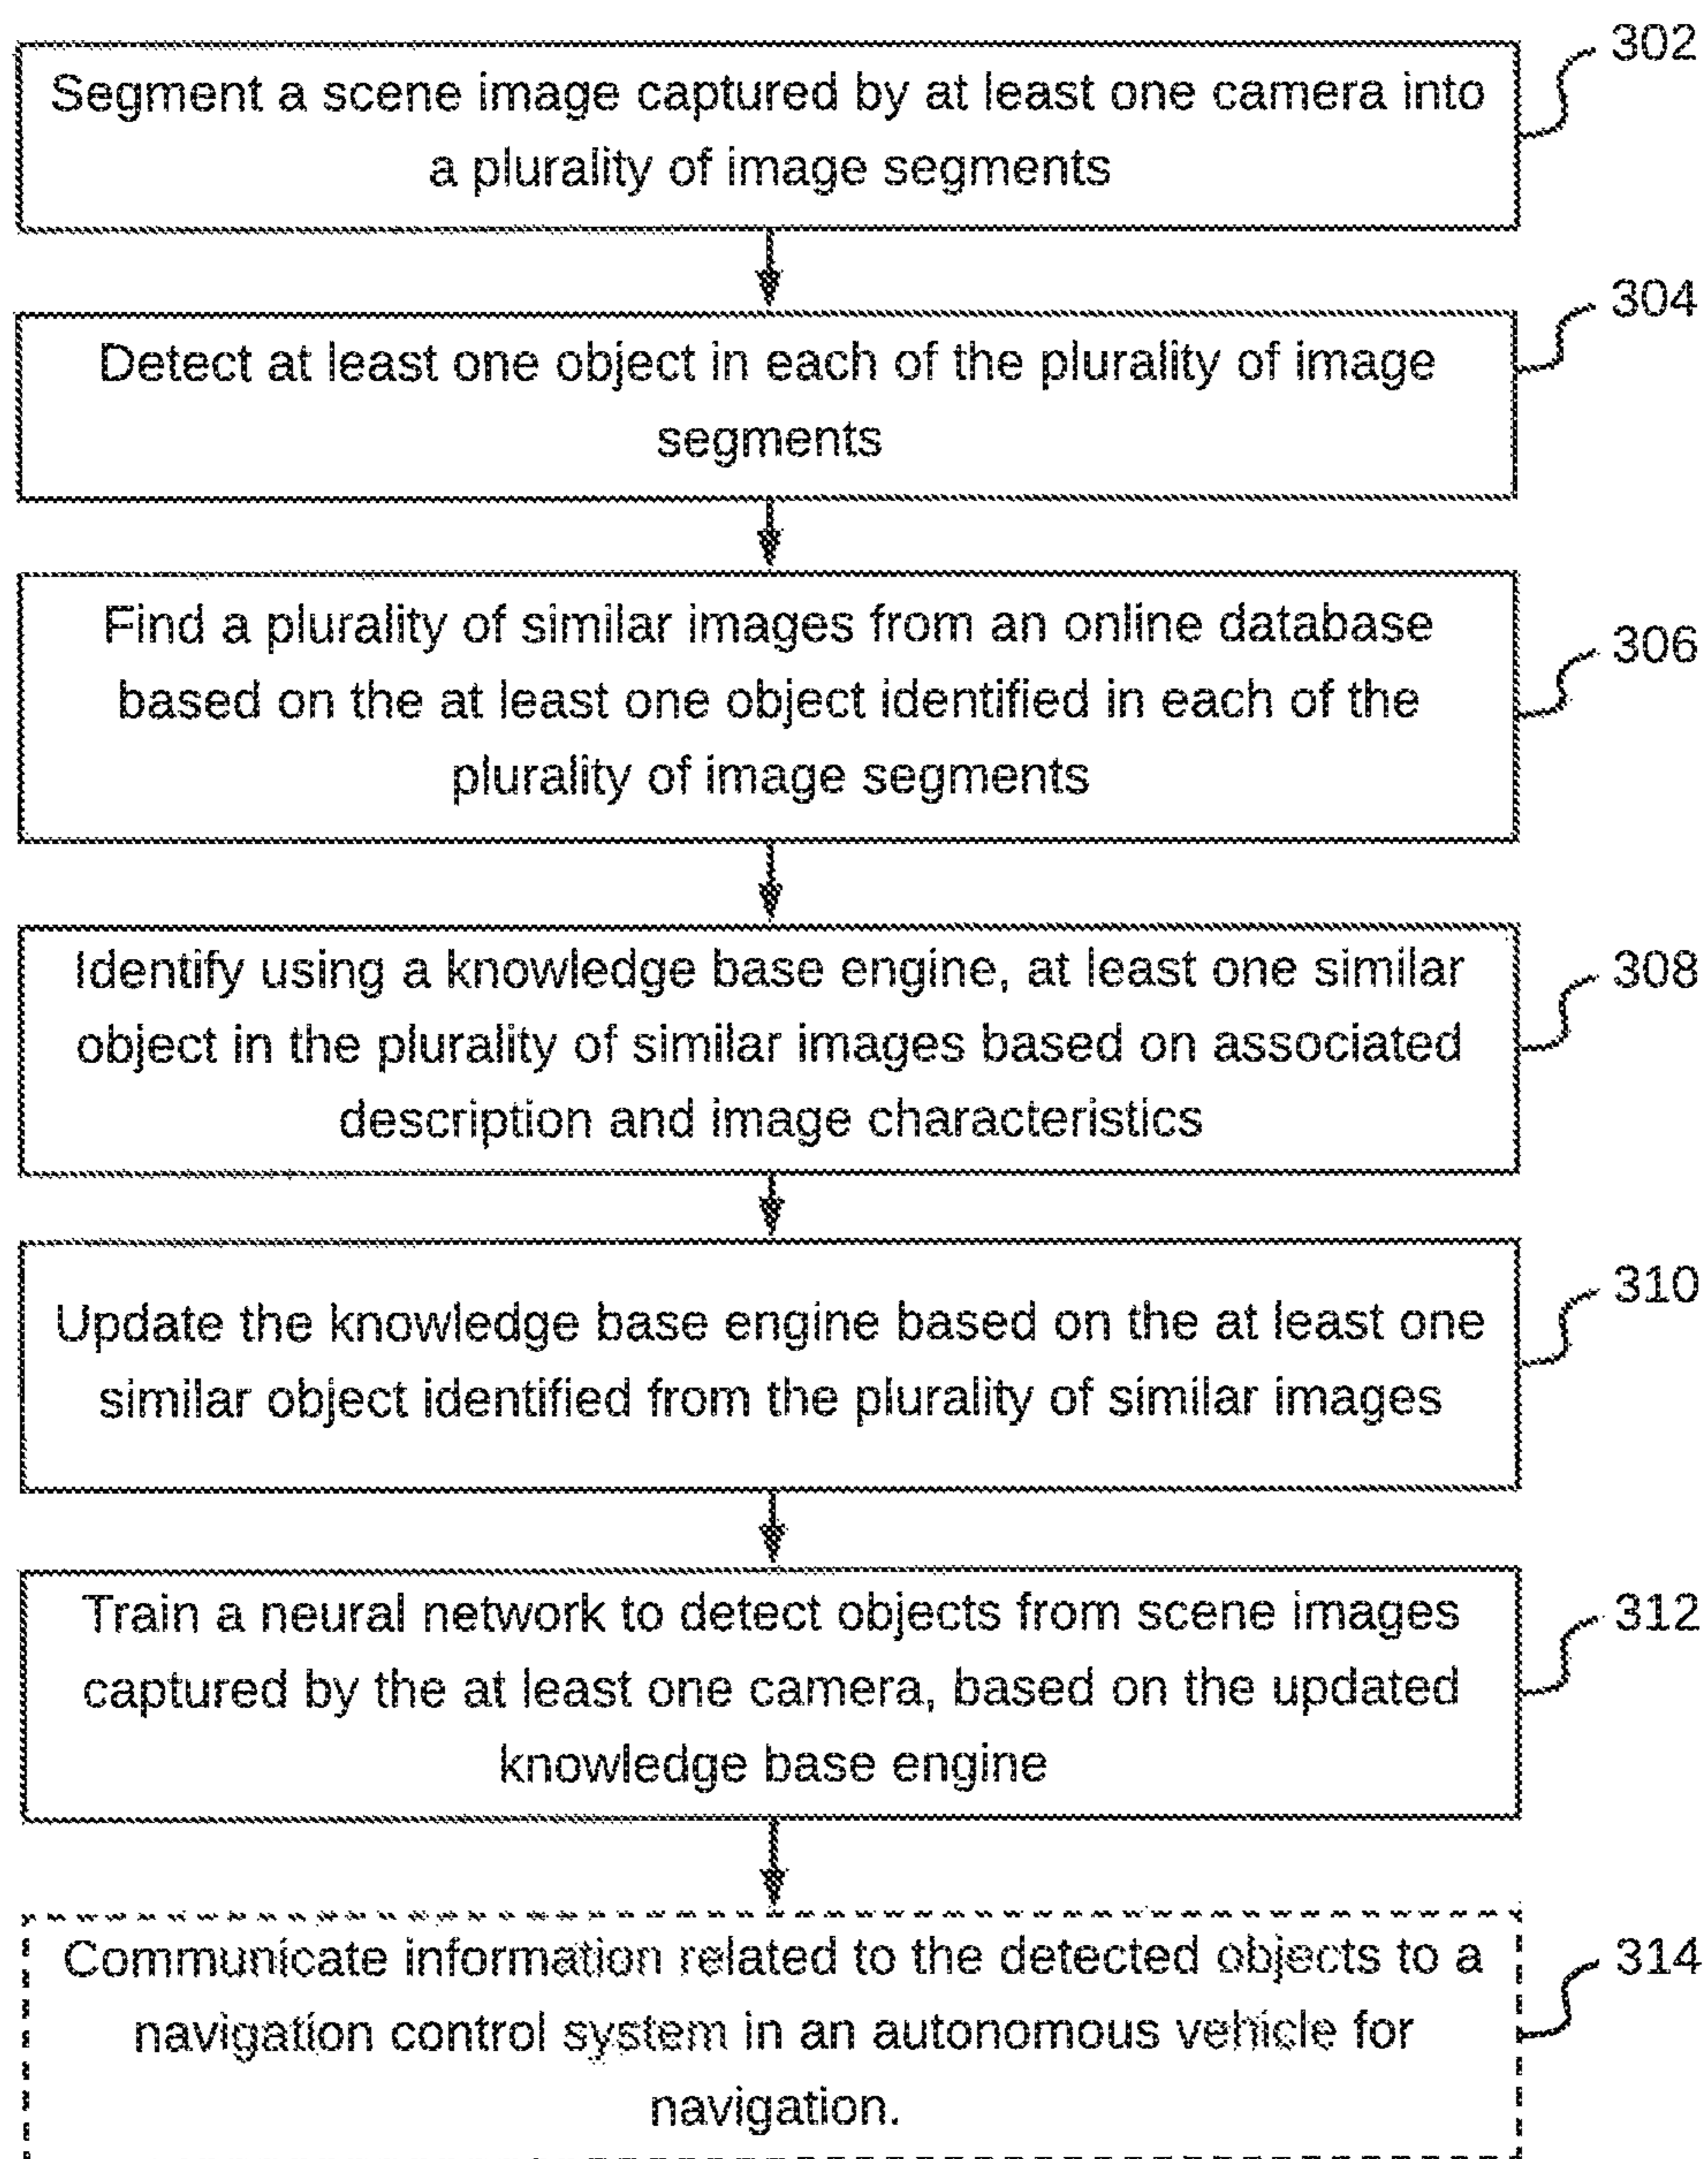 302
Segment a scene image captured by at least one camera into
a plurality of image segments
304
Detect at least one object in each of the plurality of image
segments
306
Find a plurality of similar images from an online database
based on the at least one object identified in each of the
plurality of image segments
308
Identify using a knowledge base engine, at least one similar
object in the plurality of similar images based on associated
description and image characteristics
310
Update the knowledge base engine based on the at least one
similar object identified from the plurality of similar images
312
Train a neural network to detect objects from scene images
captured by the at least one camera, based on the updated
knowledge base engine
314
Communicate information related to the detected objects to a
navigation control system in an autonomous vehicle for
navigation.